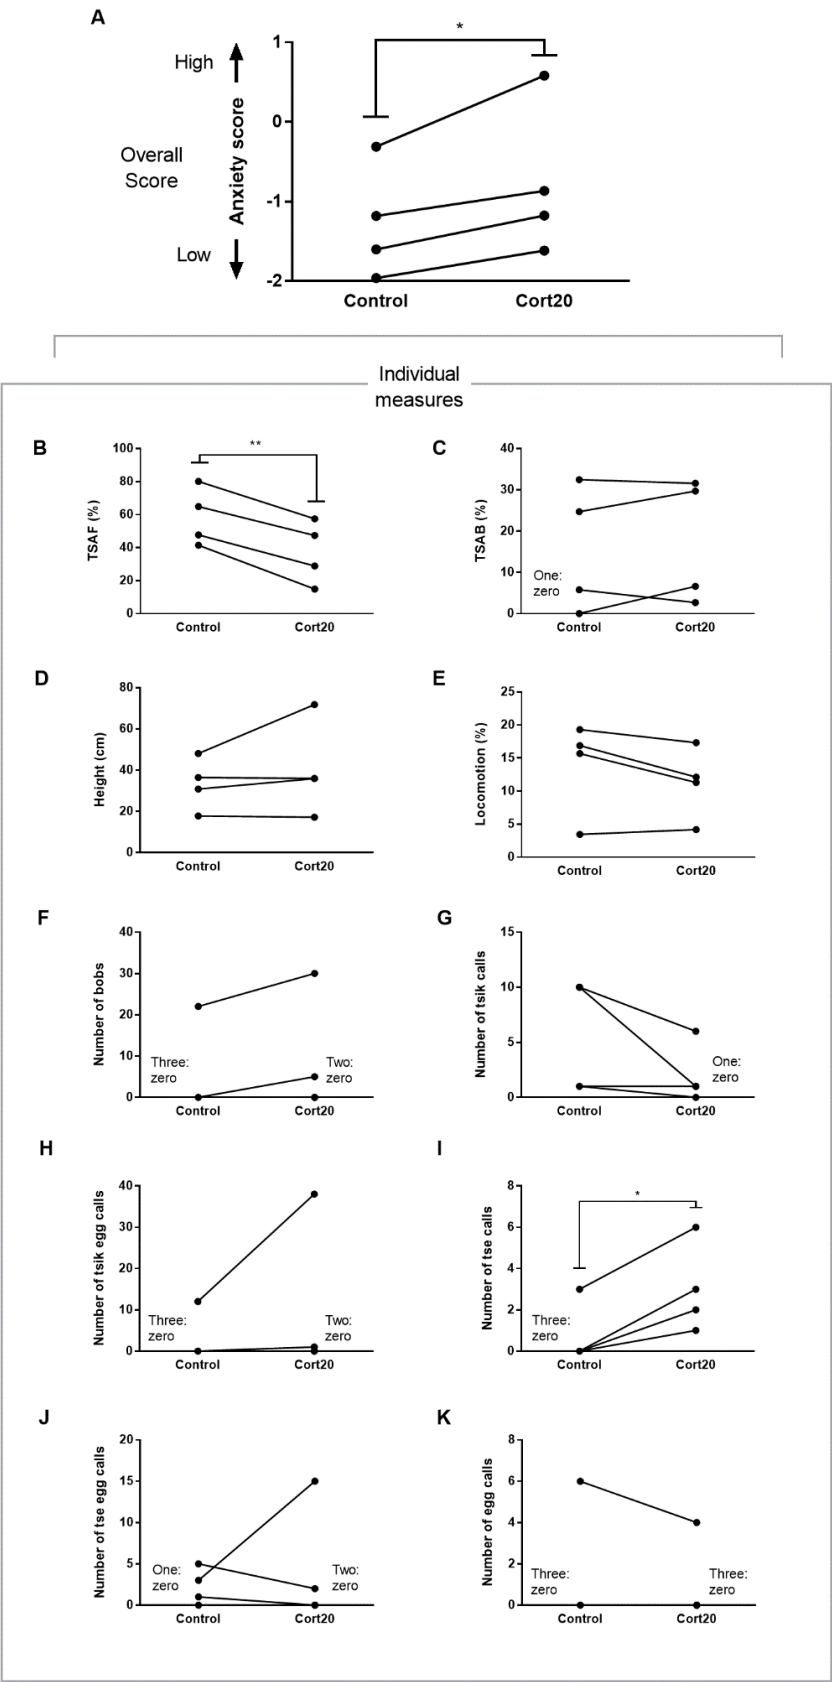 A
*
High
Overall
Score
Low
Anxiety score
1
0
-1
-2
Control Cort20
Individual
measures
B
TSAF (%)
100
80
60
40
20
0
**
Control Cort20
C
TSAB (%)
40
30
20
10
0
One:
zero
Control Cort20
D
Height (cm)
80
60
40
20
0
Control Cort20
E
Locomotion (%)
25
20
15
10
5
0
Control Cort20
F
Number of bobs
40
30
20
10
0
Three:
zero
Two:
zero
Control Cort20
G
Number of tsik calls
15
10
5
0
One:
zero
Control Cort20
H
Number of tsik egg calls
40
30
20
10
0
Three:
zero
Two:
zero
Control Cort20
I
Number of tse calls
8
6
4
2
0
*
Three:
zero
Control Cort20
J
Number of tse egg calls
20
15
10
5
0
One:
zero
Two:
zero
Control Cort20
K
Number of egg calls
8
6
4
2
0
Three:
zero
Three:
zero
Control Cort20